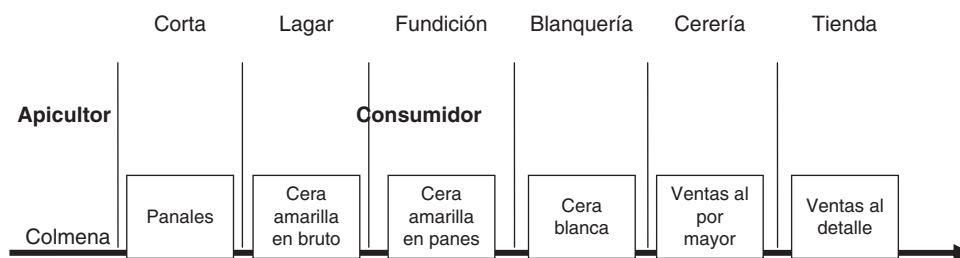 Corta Lagar Fundición Blanquería Cerería Tienda
Apicultor Consumidor
Panales
Cera
amarilla
en bruto
Cera
amarilla
en panes
Cera
blanca
Ventas al
por
mayor
Ventas al
detalle
Colmena